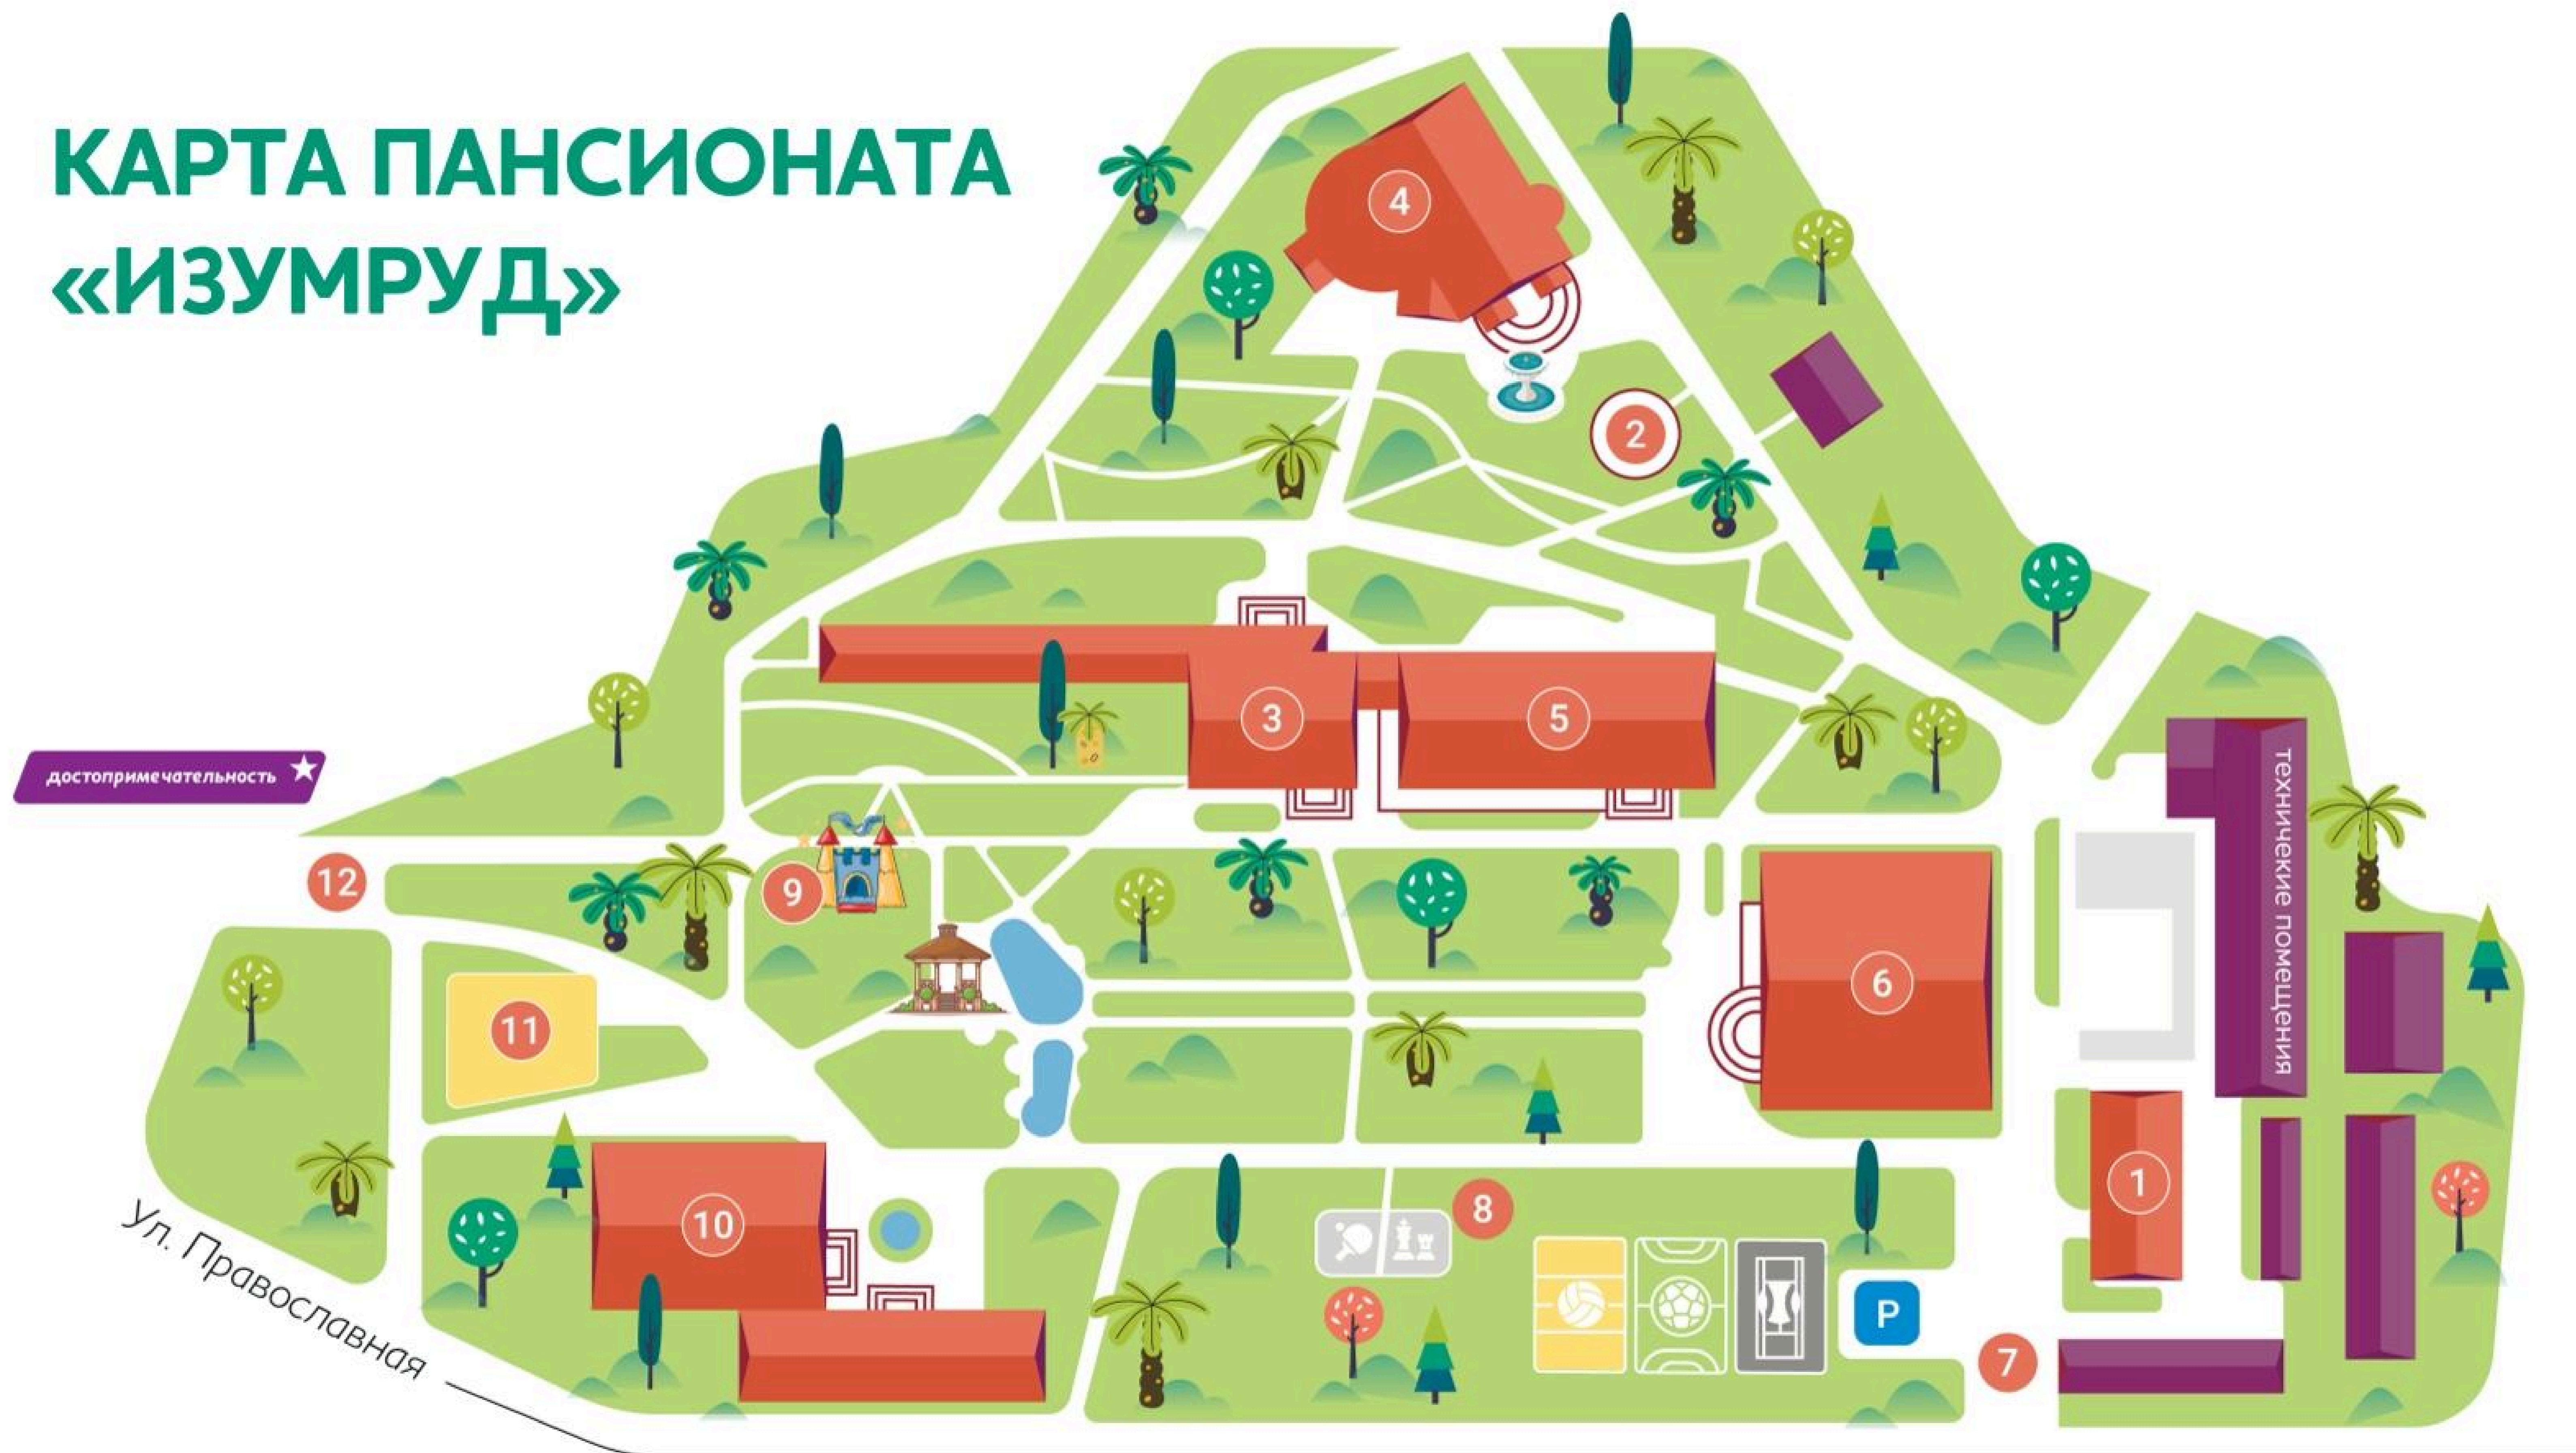 КАРТА ПАНСИОНАТА
«ИЗУМРУД»
4
2
3
5
достопримечательность
техничекие помещения
12
9
6
11
1
8
10
P
7
Ул. Православная